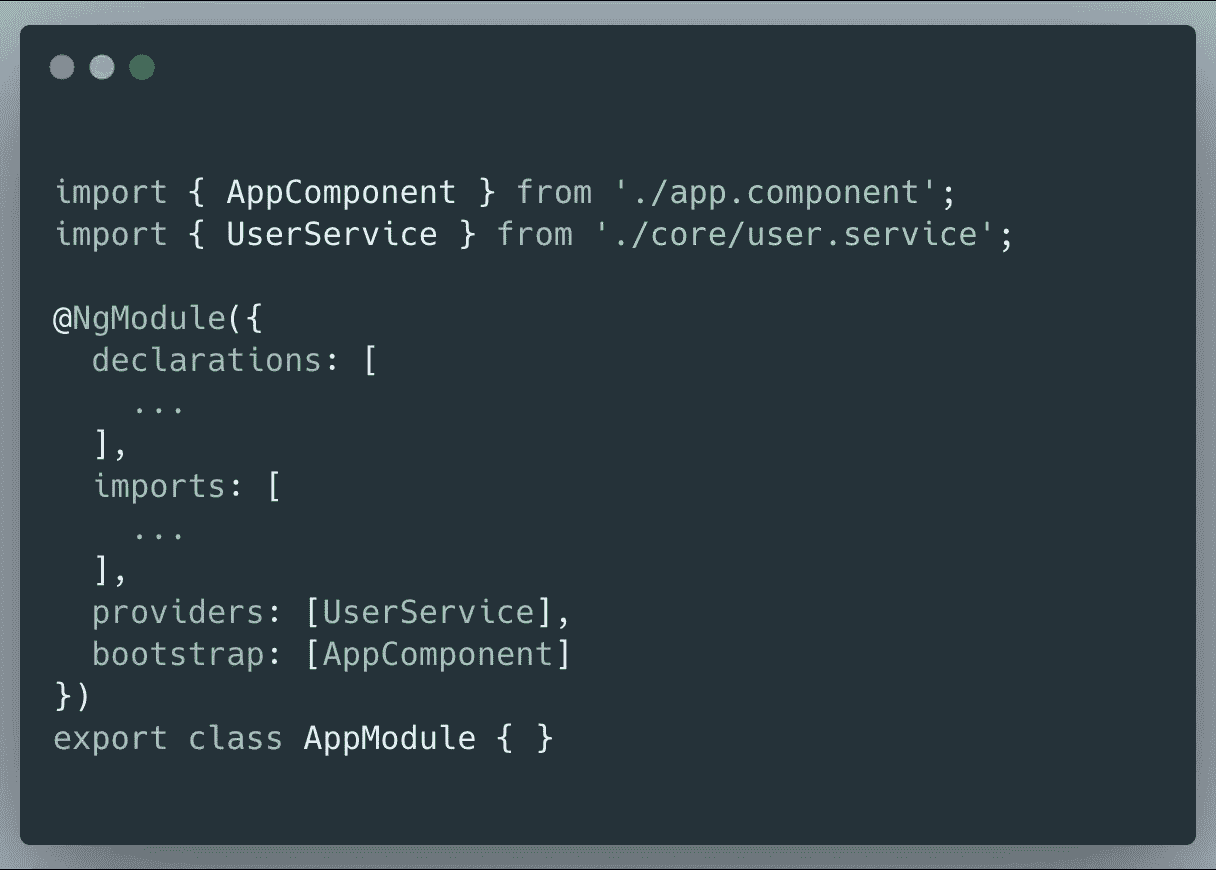 import { AppComponent } from './app.component';
import { UserService } from './core/user.service';
@NgModule({
declarations: [
...
],
imports: [
...
],
providers: [UserService],
bootstrap: [AppComponent]
})
export class AppModule { }